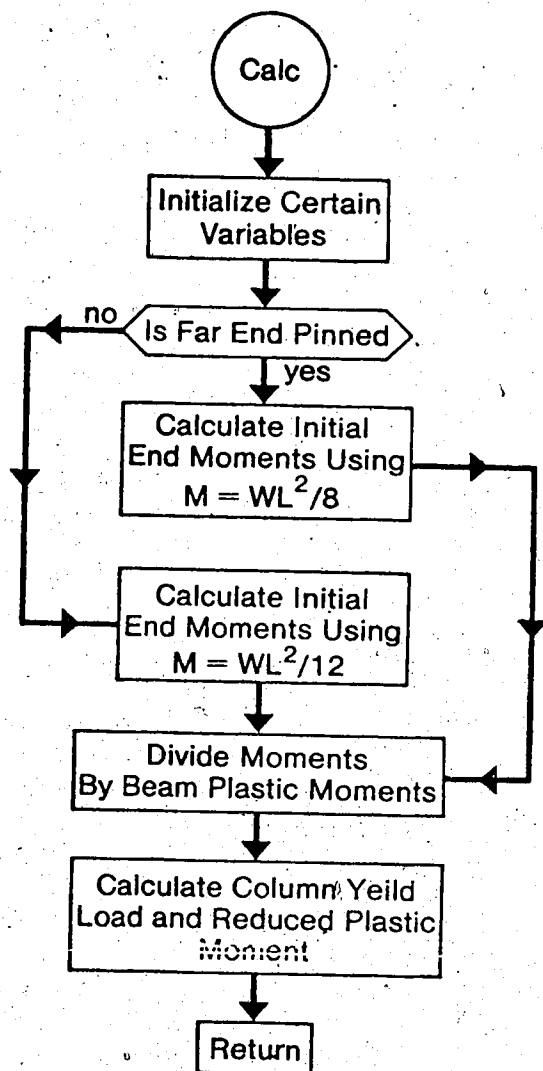 Calc
Initialize Certain
Variables
no
Is Far End Pinned
yes
Calculate Initial
End Moments Using
M = WL²/8
Calculate Initial
End Moments Using
M = WL²/12
Divide Moments
By Beam Plastic Moments
Calculate Column Yeild
Load and Reduced Plastic
Moment
Return